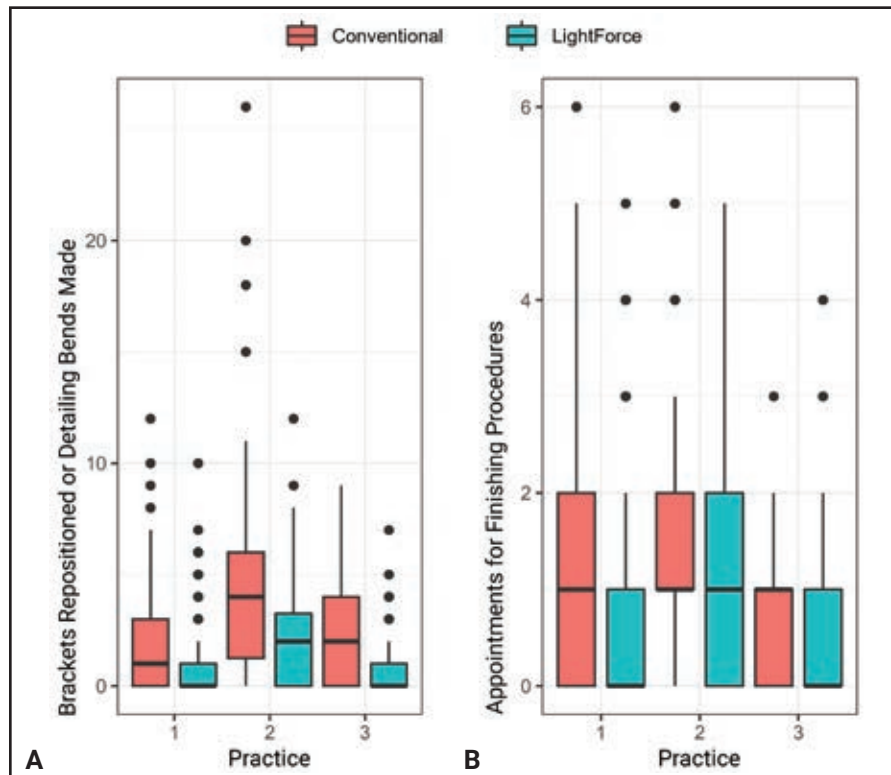 Conventional
LightForce
Brackets Repositioned or Detailing Bends Made
20
10
0
1 2 3
Practice
A
Appointments for Finishing Procedures
6
4
2
0
1 2 3
Practice
B